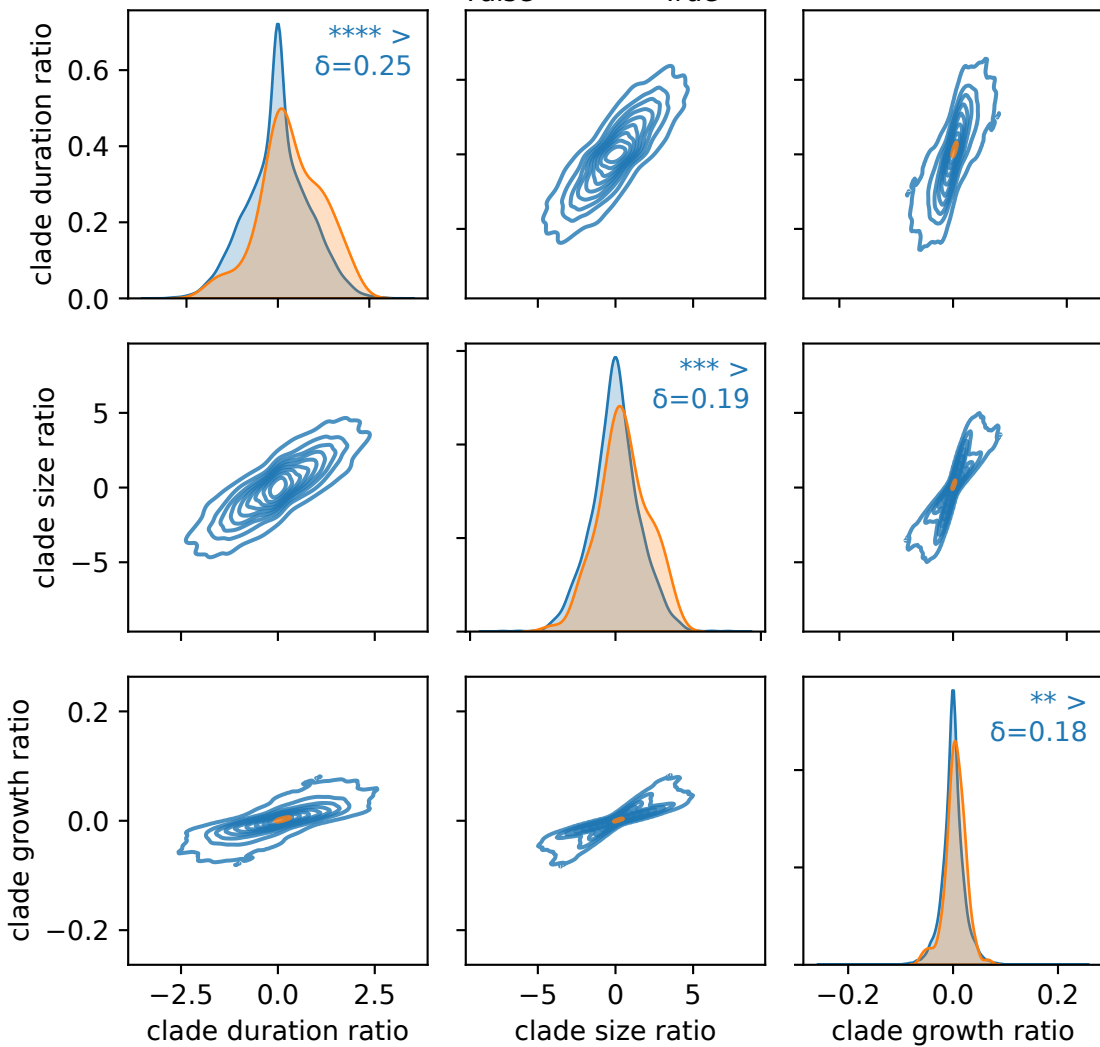 clade duration ratio
0.6
0.4
0.2
0.0
**** >
δ=0.25
clade size ratio
5
0
−5
*** >
δ=0.19
clade growth ratio
0.2
0.0
−0.2
** >
δ=0.18
−2.5 0.0 2.5
−5 0 5
−0.2 0.0 0.2
clade duration ratio
clade size ratio
clade growth ratio